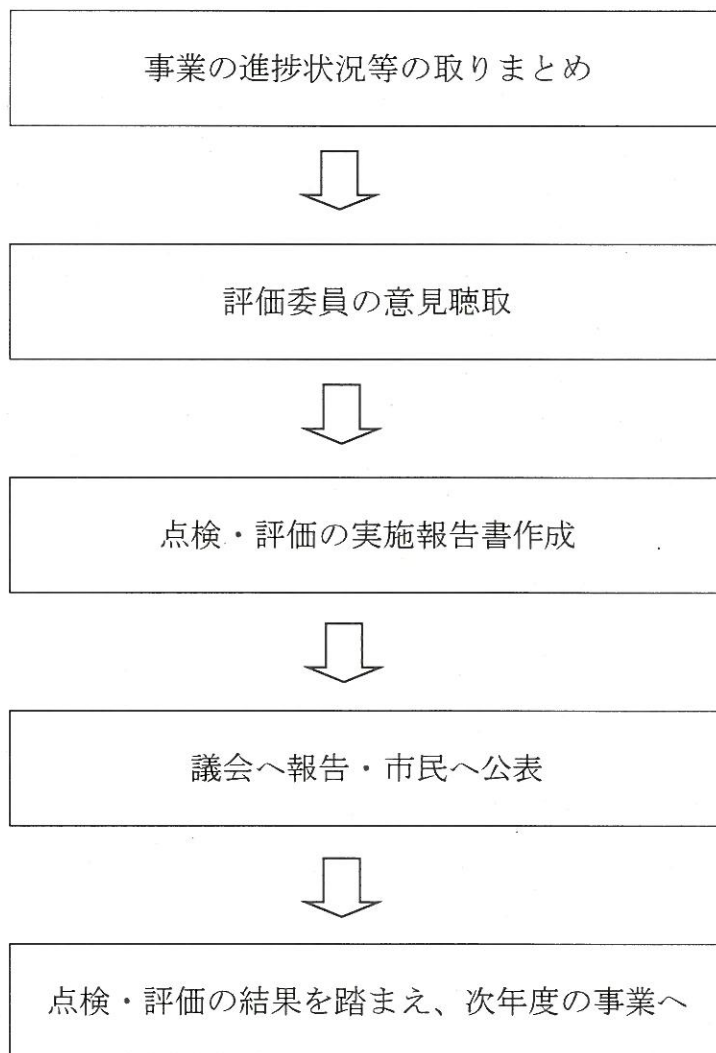 事業の進捗状況等の取りまとめ
評価委員の意見聴取
点検・評価の実施報告書作成
議会へ報告・市民へ公表
点検・評価の結果を踏まえ、次年度の事業へ